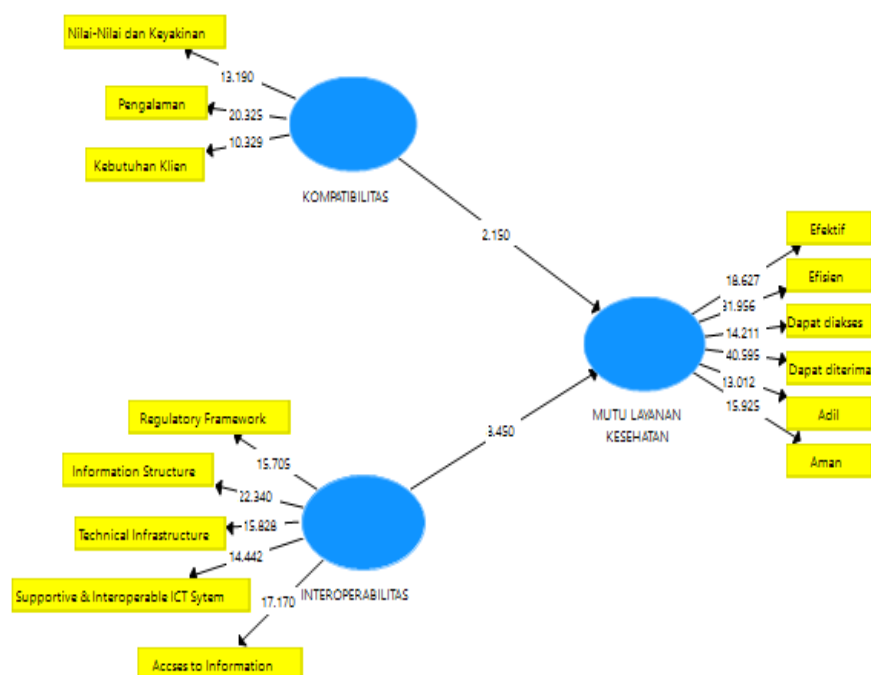 Nilai-Nilai dan Keyakinan
13.190
Pengalaman
20.325
Kebutuhan Klien
10.329
KOMPATIBILITAS
2.150
Efektif
18.627
Efisien
31.956
Dapat diakses
14.211
Dapat diterima
40.595
13.012
Adil
15.925
Aman
MUTU LAYANAN
KESEHATAN
3.450
Regulatory Framework
15.705
Information Structure
22.340
Technical Infrastructure
15.828
14.442
Supportive & Interoperable ICT Sytem
17.170
INTEROPERABILITAS
Accses to Information